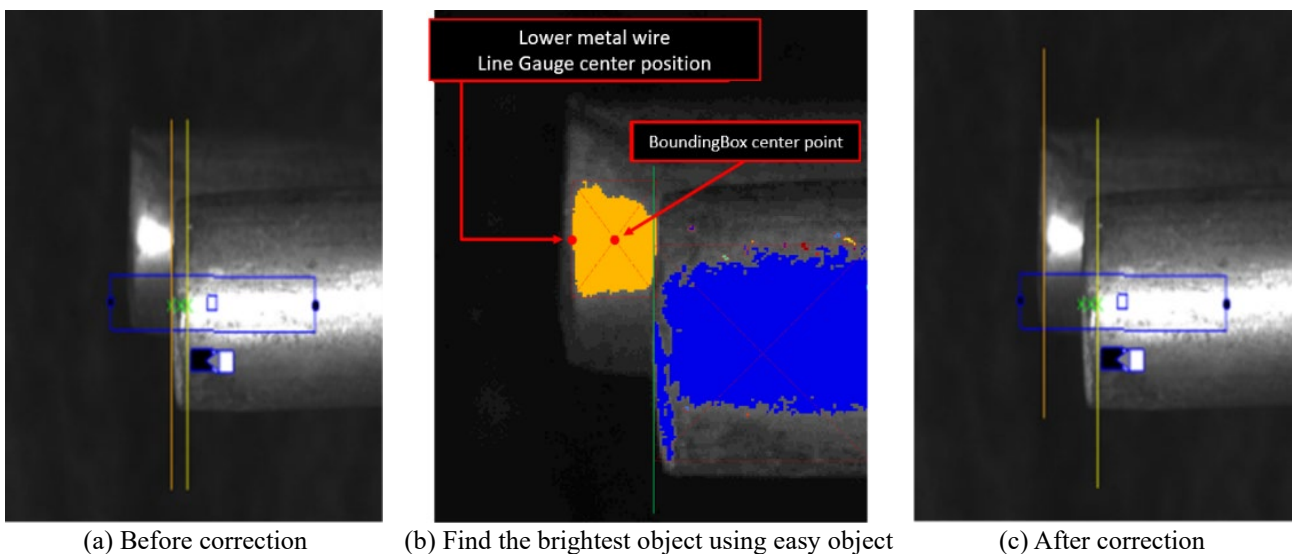 Lower metal wire
Line Gauge center position
BoundingBox center point
(a) Before correction
(b) Find the brightest object using easy object
(c) After correction